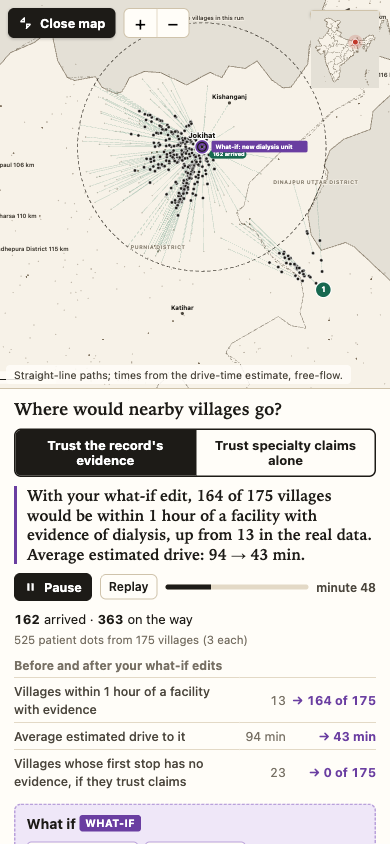 Close map
+
−
villages in this run
Kishanganj
Jokihat
What-if: new dialysis unit
162 arrived
paul 106 km
DINAJPUR UTTAR DISTRICT
harsa 110 km
PURNIA DISTRICT
dhepura District 115 km
1
Katihar
Straight-line paths; times from the drive-time estimate, free-flow.
Where would nearby villages go?
Trust the record's
evidence
Trust specialty claims
alone
With your what-if edit, 164 of 175 villages
would be within 1 hour of a facility with
evidence of dialysis, up from 13 in the real data.
Average estimated drive: 94 → 43 min.
Pause
Replay
minute 48
162 arrived · 363 on the way
525 patient dots from 175 villages (3 each)
Before and after your what-if edits
Villages within 1 hour of a facility
with evidence
13 → 164 of 175
Average estimated drive to it
94 min → 43 min
Villages whose first stop has no
evidence, if they trust claims
23 → 0 of 175
What if WHAT-IF